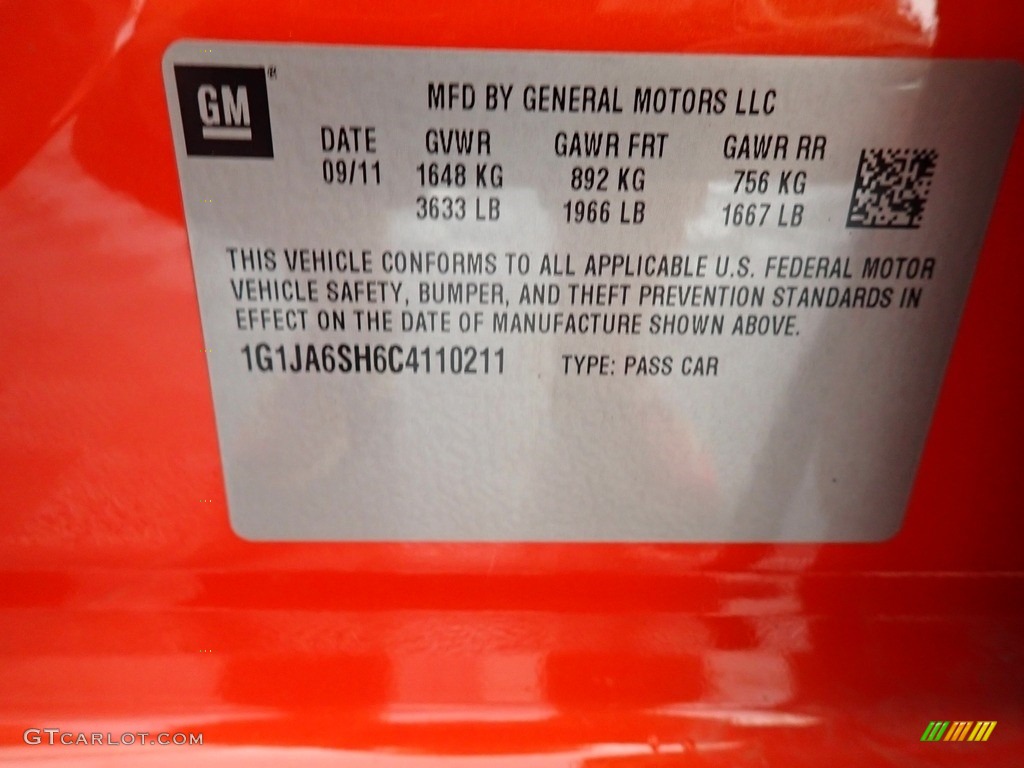 GM®
MFD BY GENERAL MOTORS LLC
DATE GVWR GAWR FRT GAWR RR
09/11 1648 KG 892 KG 756 KG
3633 LB 1966 LB 1667 LB
THIS VEHICLE CONFORMS TO ALL APPLICABLE U.S. FEDERAL MOTOR
VEHICLE SAFETY, BUMPER, AND THEFT PREVENTION STANDARDS IN
EFFECT ON THE DATE OF MANUFACTURE SHOWN ABOVE.
1G1JA6SH6C4110211 TYPE: PASS CAR
GTCARLOT.COM